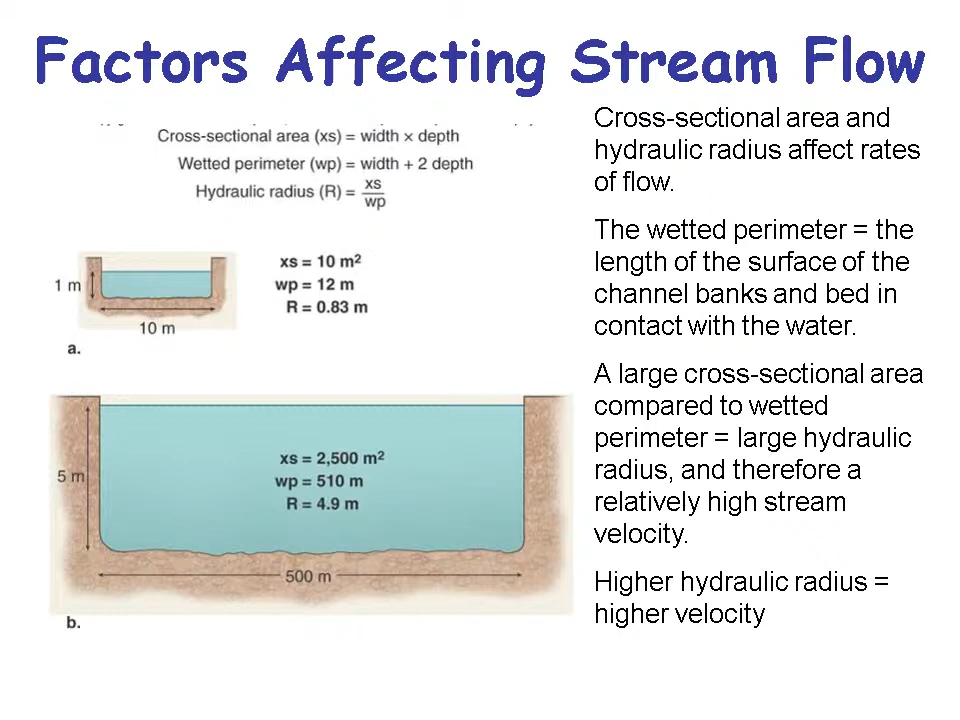 Factors Affecting Stream Flow
Cross-sectional area (xs) = width × depth
Wetted perimeter (wp) = width + 2 depth
Hydraulic radius (R) = xs/wp
1 m
10 m
xs = 10 m²
wp = 12 m
R = 0.83 m
a.
5 m
xs = 2,500 m²
wp = 510 m
R = 4.9 m
500 m
b.
Cross-sectional area and
hydraulic radius affect rates
of flow.
The wetted perimeter = the
length of the surface of the
channel banks and bed in
contact with the water.
A large cross-sectional area
compared to wetted
perimeter = large hydraulic
radius, and therefore a
relatively high stream
velocity.
Higher hydraulic radius =
higher velocity